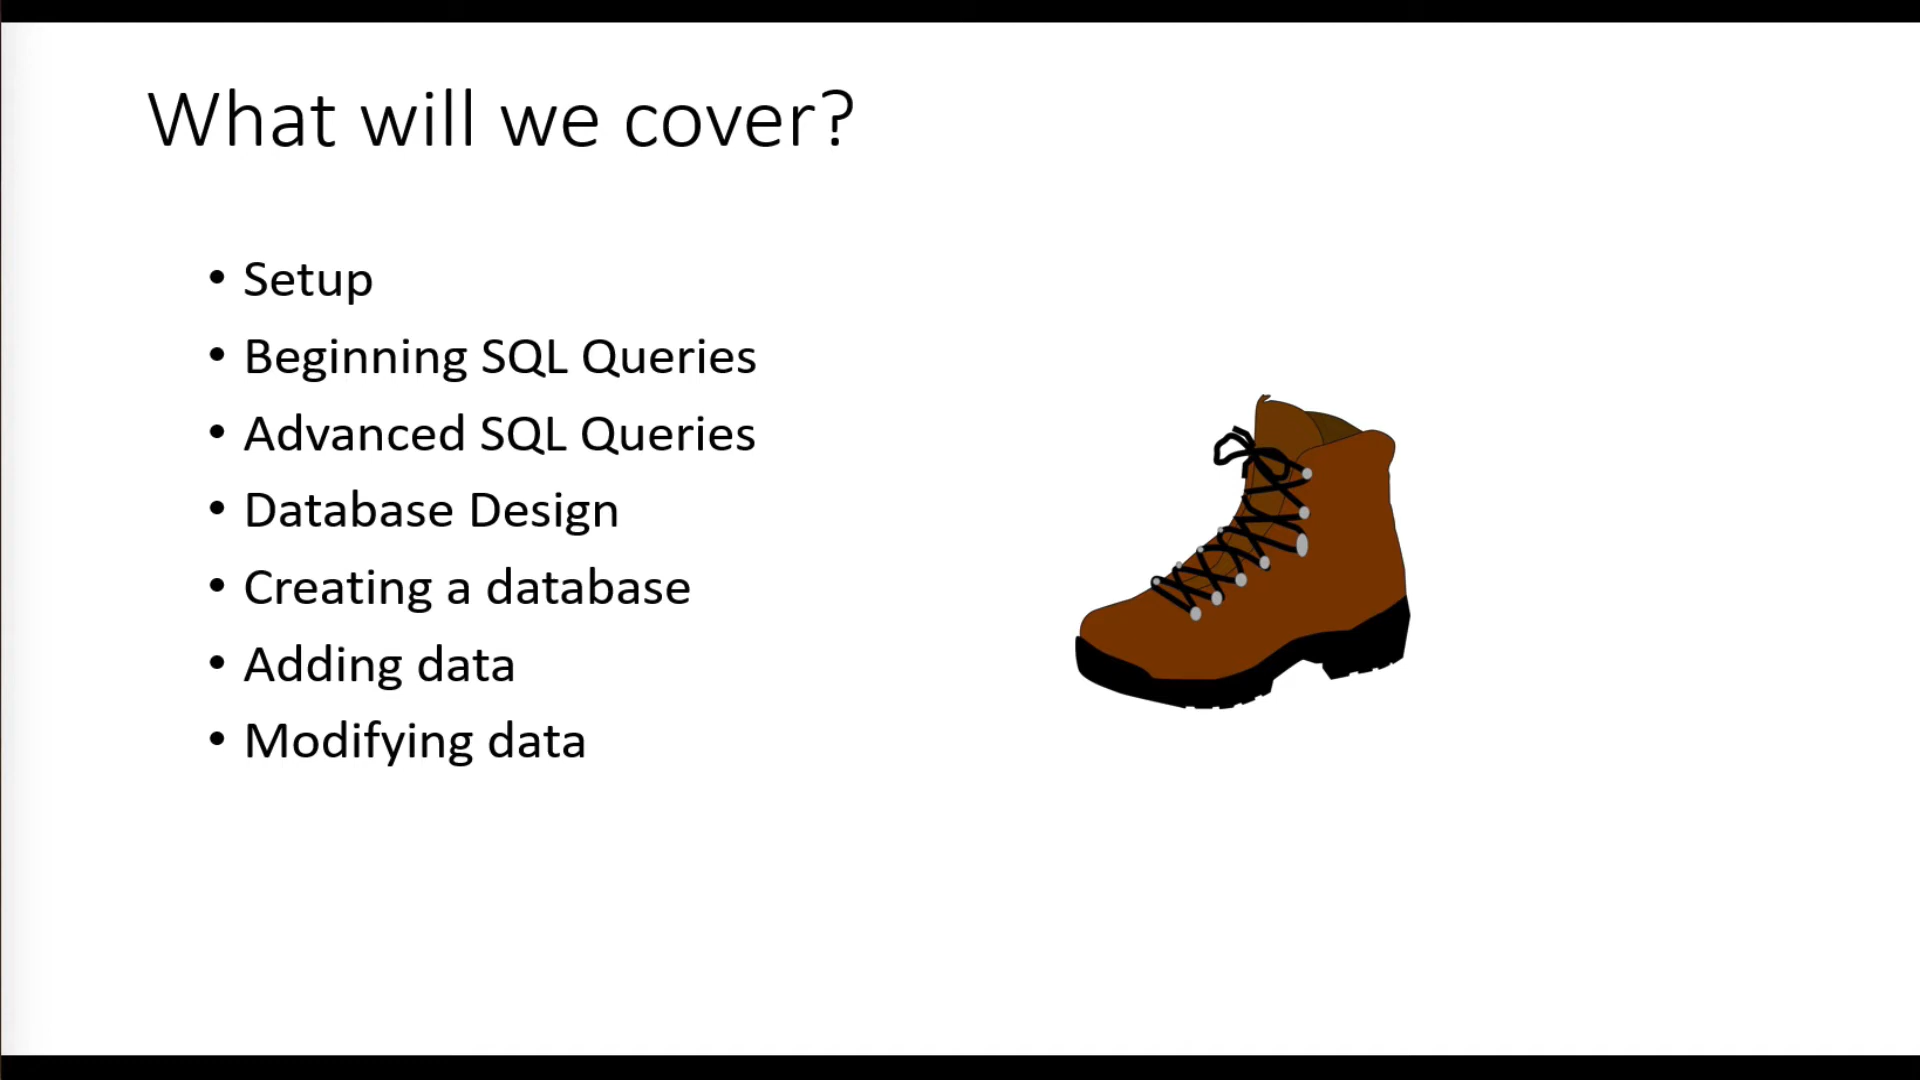 What will we cover?
• Setup
• Beginning SQL Queries
• Advanced SQL Queries
• Database Design
• Creating a database
• Adding data
• Modifying data